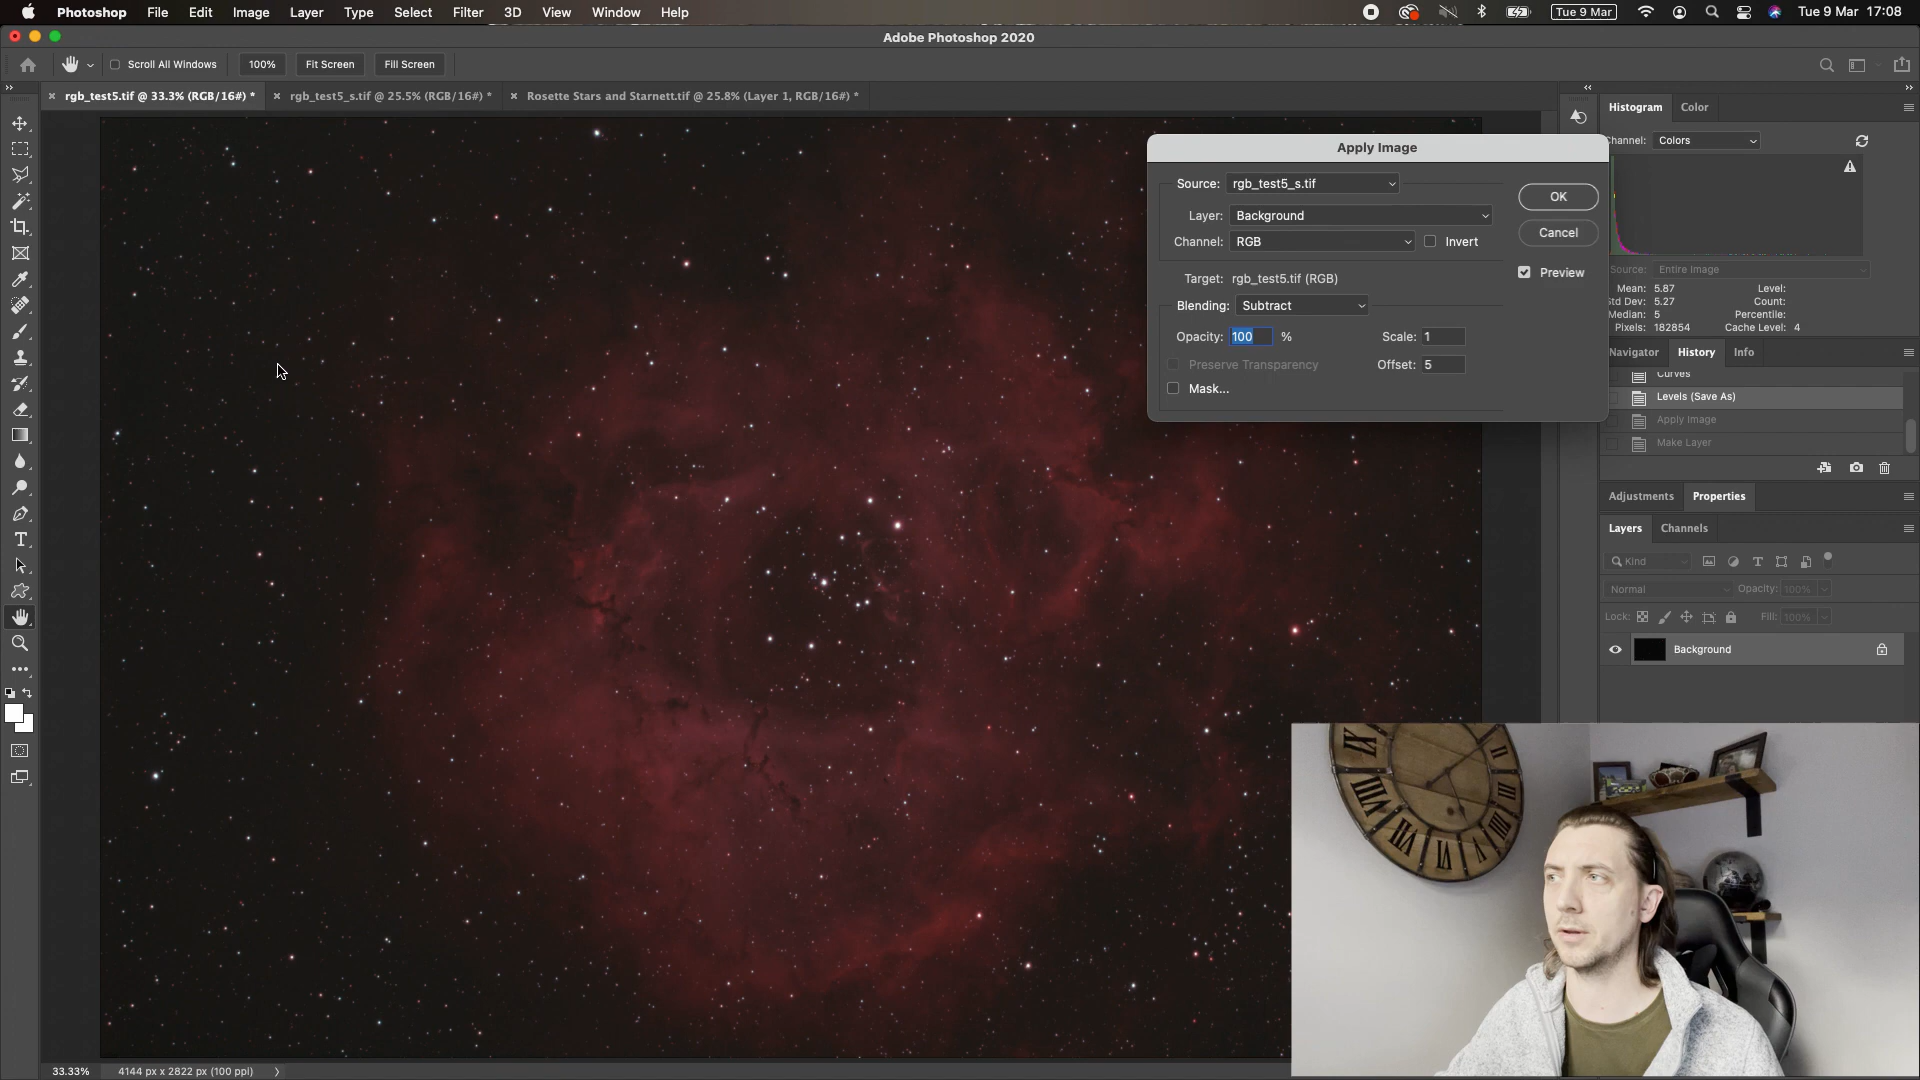 Photoshop File Edit Image Layer Type Select Filter 3D View Window Help Tue 9 Mar Tue 9 Mar 17:08
Adobe Photoshop 2020
Scroll All Windows 100% Fit Screen Fill Screen
rgb_test5.tif @ 33.3% (RGB/16#) * rgb_test5_s.tif @ 25.5% (RGB/16#) * Rosette Stars and Starnett.tif @ 25.8% (Layer 1, RGB/16#) *
Histogram Color
Channel: Colors
Apply Image
Source: rgb_test5_s.tif
OK
Layer: Background
Cancel
Channel: RGB Invert
Preview
Target: rgb_test5.tif (RGB)
Blending: Subtract
Opacity: 100 % Scale: 1
Preserve Transparency Offset: 5
Mask...
Source: Entire Image
Mean: 5.87 Level:
Std Dev: 5.27 Count:
Median: 5 Percentile:
Pixels: 182854 Cache Level: 4
Navigator History Info
Curves
Levels (Save As)
Apply Image
Make Layer
Adjustments Properties
Layers Channels
Kind
Normal Opacity: 100%
Lock: Fill: 100%
Background
33.33% 4144 px x 2822 px (100 ppi)